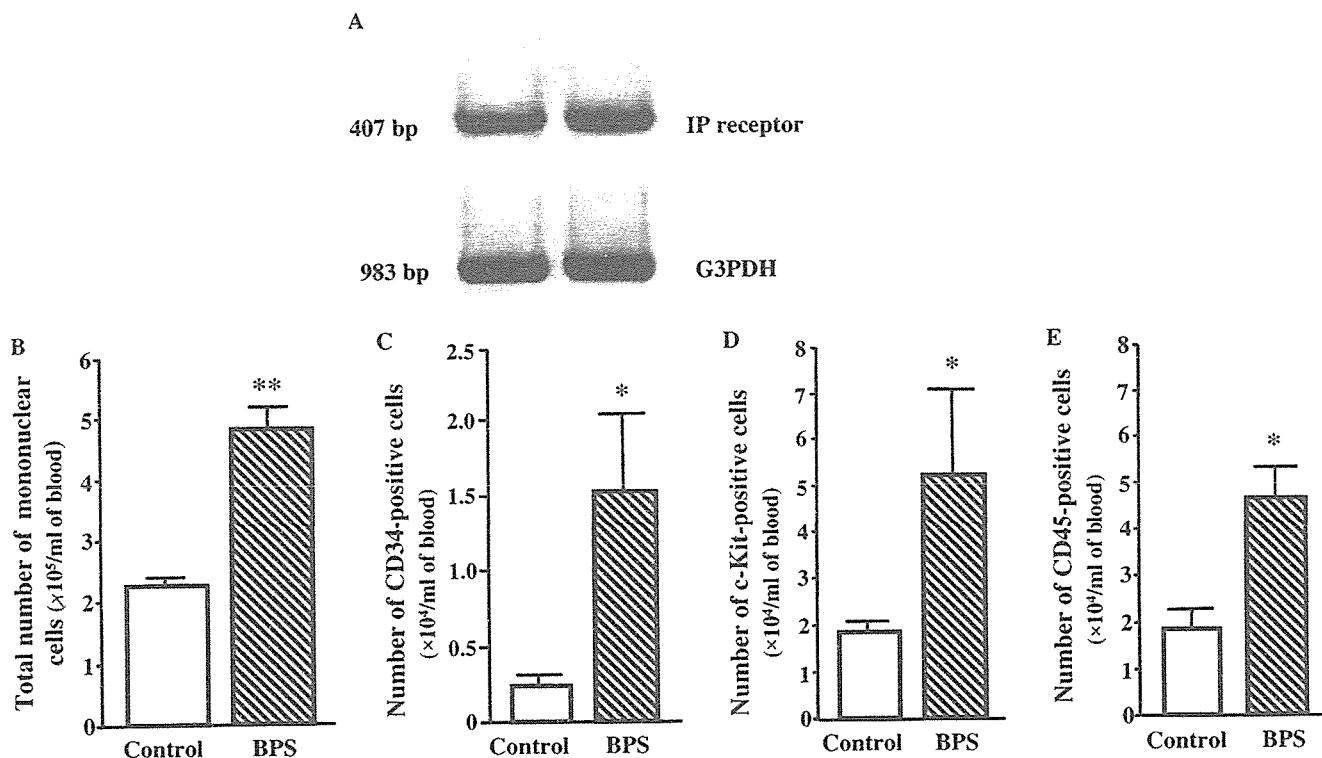 A
407 bp
IP receptor
983 bp
G3PDH
B
Total number of mononuclear
cells (x10⁵/ml of blood)
6
5
4
3
2
1
0
**
Control
BPS
C
Number of CD34-positive cells
(×10⁴/ml of blood)
2.5
2.0
1.5
1.0
0.5
0
*
Control
BPS
D
Number of c-Kit-positive cells
(×10⁴/ml of blood)
8
7
6
5
4
3
2
1
0
*
Control
BPS
E
Number of CD45-positive cells
(×10⁴/ml of blood)
8
7
6
5
4
3
2
1
0
*
Control
BPS